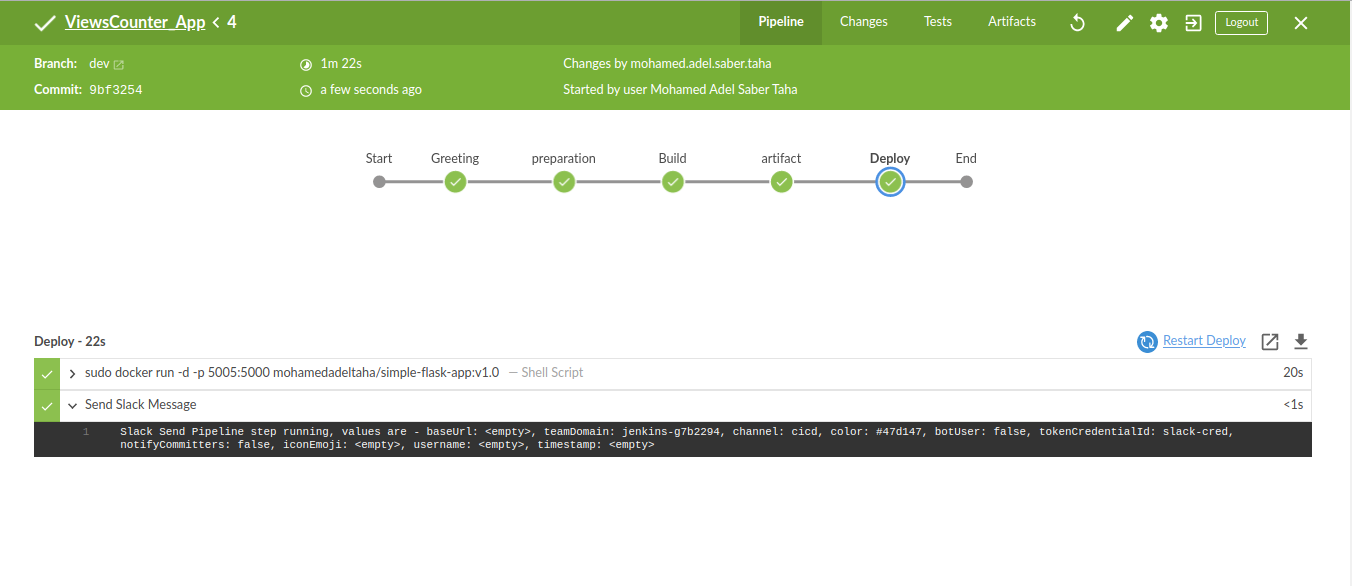 ViewsCounter_App < 4
Pipeline Changes Tests Artifacts Logout
Branch: dev 1m 22s Changes by mohamed.adel.saber.taha
Commit: 9bf3254 a few seconds ago Started by user Mohamed Adel Saber Taha
Start Greeting preparation Build artifact Deploy End
Deploy - 22s Restart Deploy
sudo docker run -d -p 5005:5000 mohamedadeltaha/simple-flask-app:v1.0 — Shell Script 20s
Send Slack Message <1s
1 Slack Send Pipeline step running, values are - baseUrl: <empty>, teamDomain: jenkins-g7b2294, channel: cicd, color: #47d147, botUser: false, tokenCredentialId: slack-cred,
notifyCommitters: false, iconEmoji: <empty>, username: <empty>, timestamp: <empty>